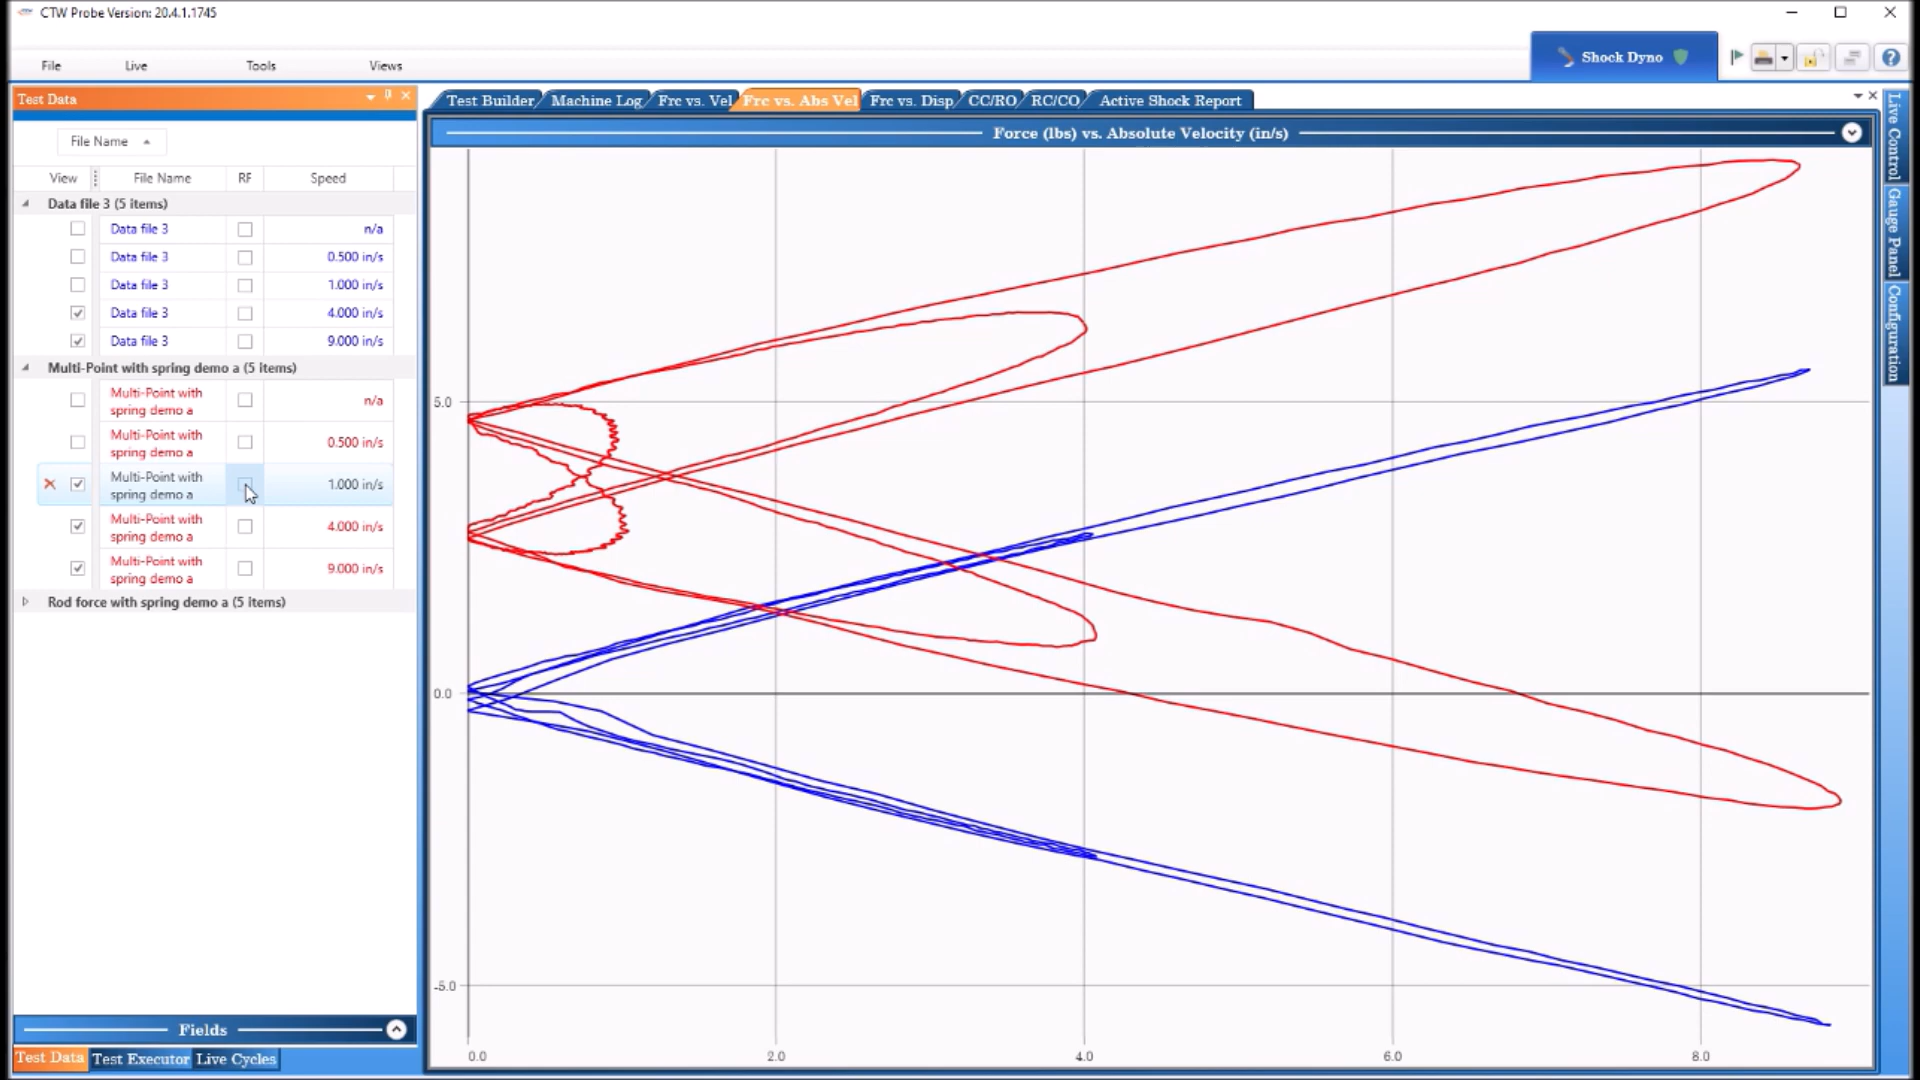 CTW Probe Version: 20.4.1.1745
File Live Tools Views
Shock Dyno
Test Data
Test Builder Machine Log Frc vs. Vel Frc vs. Abs Vel Frc vs. Disp CC/RO RC/CO Active Shock Report
Force (lbs) vs. Absolute Velocity (in/s)
File Name
View File Name RF Speed
Data file 3 (5 items)
Data file 3 n/a
Data file 3 0.500 in/s
Data file 3 1.000 in/s
Data file 3 4.000 in/s
Data file 3 9.000 in/s
Multi-Point with spring demo a (5 items)
Multi-Point with
spring demo a n/a
Multi-Point with
spring demo a 0.500 in/s
Multi-Point with
spring demo a 1.000 in/s
Multi-Point with
spring demo a 4.000 in/s
Multi-Point with
spring demo a 9.000 in/s
Rod force with spring demo a (5 items)
Fields
Test Data Test Executor Live Cycles
5.0
0.0
-5.0
0.0 2.0 4.0 6.0 8.0
Live Control
Gauge Panel
Configuration